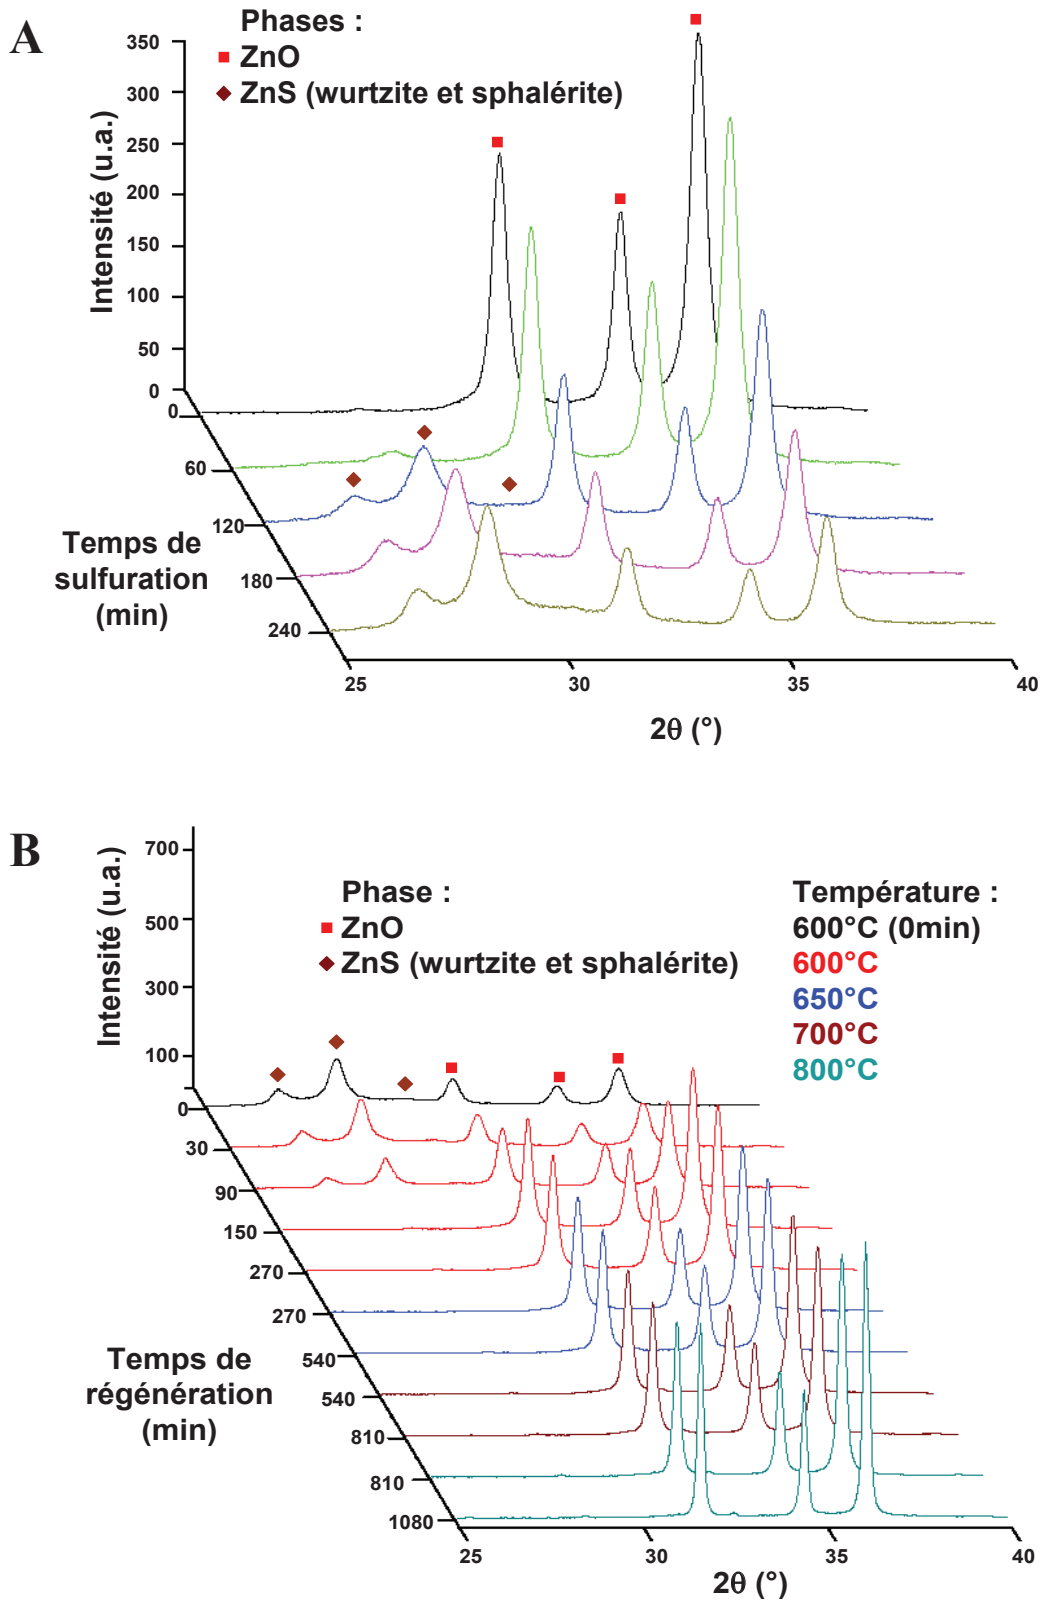 A
Phases :
ZnO
ZnS (wurtzite et sphalérite)
Intensité (u.a.)
350
300
250
200
150
100
50
0
0
60
120
180
240
Temps de
sulfuration
(min)
25
30
35
40
2θ (°)
B
Intensité (u.a.)
700
500
300
100
Phase :
ZnO
ZnS (wurtzite et sphalérite)
Température :
600°C (0min)
600°C
650°C
700°C
800°C
0
30
90
150
270
270
540
540
810
810
1080
Temps de
régénération
(min)
25
30
35
40
2θ (°)